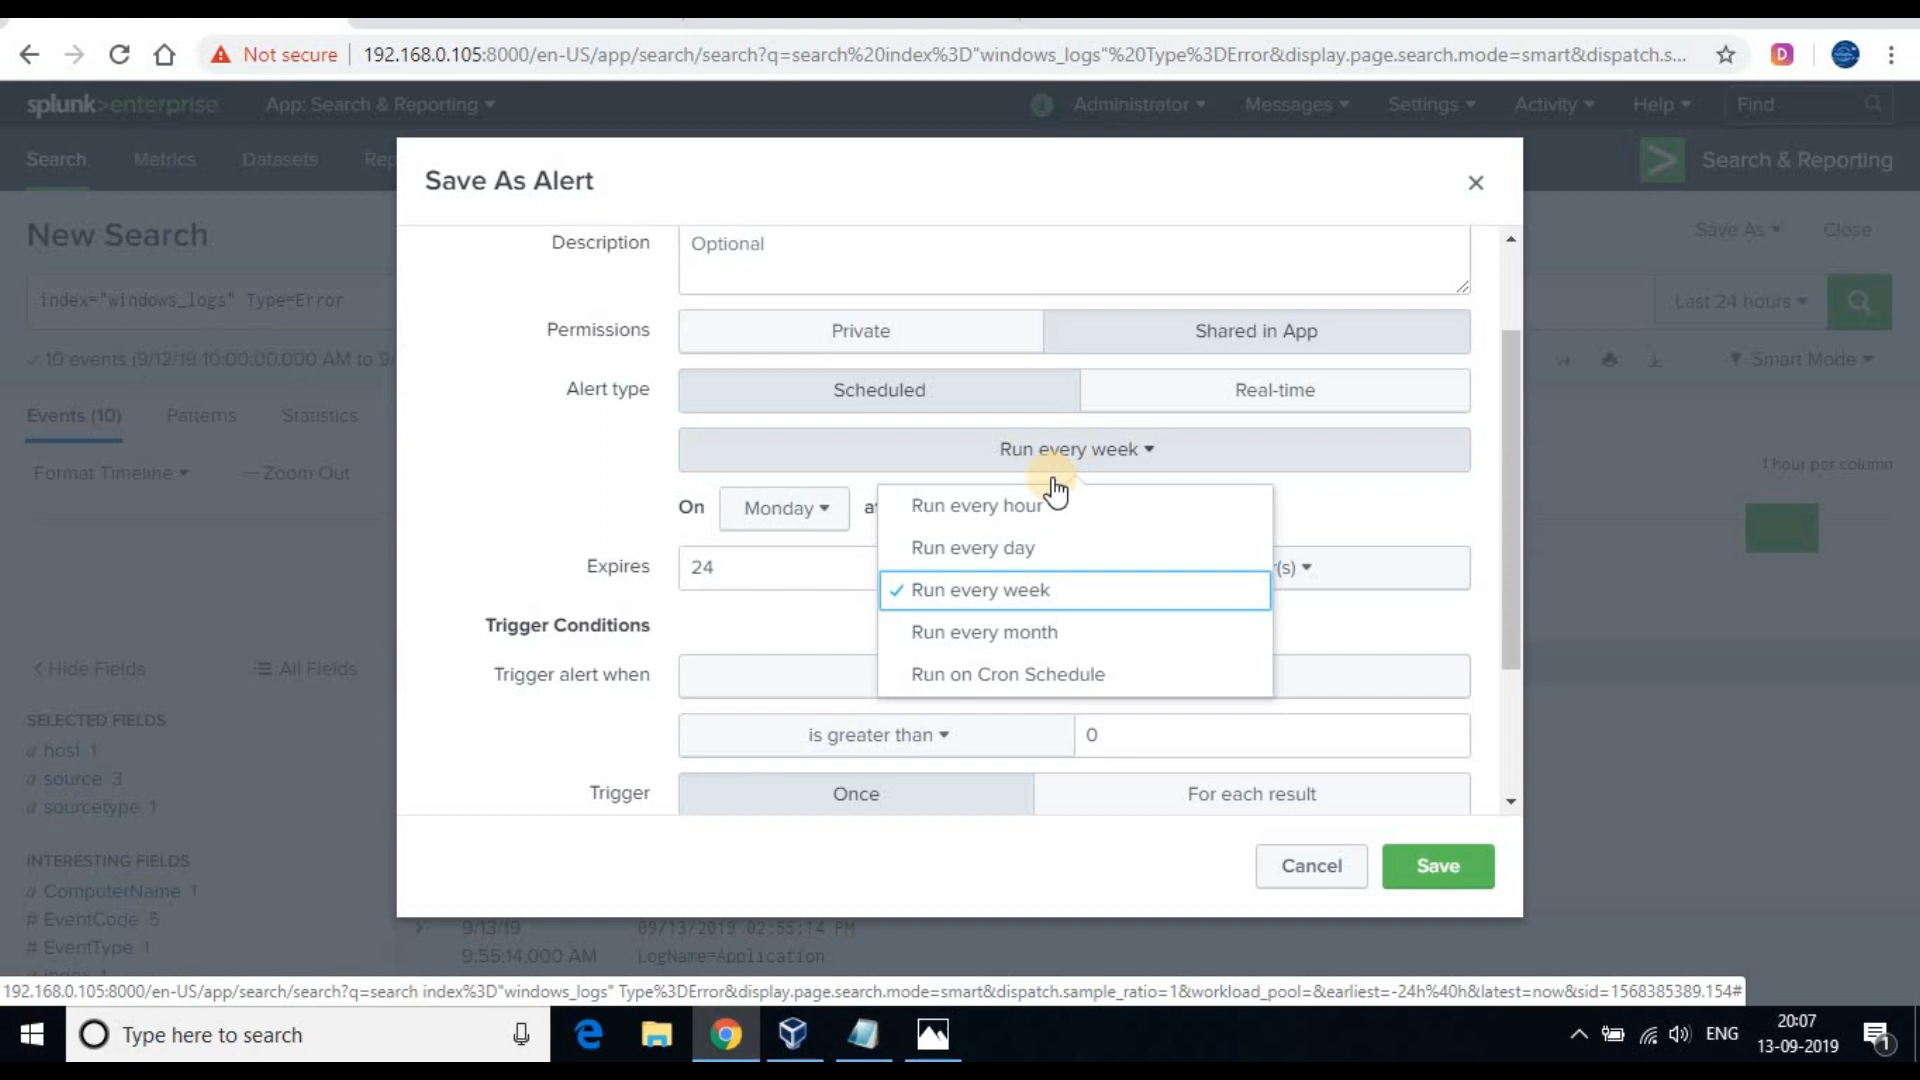 Not secure
192.168.0.105:8000/en-US/app/search/search?q=search%20index%3D"windows_logs"%20Type%3DError&display.page.search.mode=smart&dispatch.s...
D
splunk>enterprise
App: Search & Reporting
Administrator
Messages
Settings
Activity
Help
Find
Search
Metrics
Datasets
Rep
Search & Reporting
Save As Alert
New Search
Save As
Close
index="windows_logs" Type=Error
Last 24 hours
10 events (9/12/19 10:00:00.000 AM to 9/
Smart Mode
Events (10)
Patterns
Statistics
Format Timeline
— Zoom Out
1 hour per column
Description
Optional
Permissions
Private
Shared in App
Alert type
Scheduled
Real-time
Run every week
On
Monday
Run every hour
Run every day
Run every week
Run every month
Run on Cron Schedule
Expires
24
(s)
Trigger Conditions
Trigger alert when
is greater than
0
Trigger
Once
For each result
Cancel
Save
< Hide Fields
All Fields
SELECTED FIELDS
a host 1
a source 3
a sourcetype 1
INTERESTING FIELDS
a ComputerName 1
# EventCode 5
# EventType 1
a index 1
>
9/13/19
9:55:14.000 AM
09/13/2019 02:55:14 PM
LogName=Application
192.168.0.105:8000/en-US/app/search/search?q=search index%3D"windows_logs" Type%3DError&display.page.search.mode=smart&dispatch.sample_ratio=1&workload_pool=&earliest=-24h%40h&latest=now&sid=1568385389.154#
Type here to search
ENG
20:07
13-09-2019
1